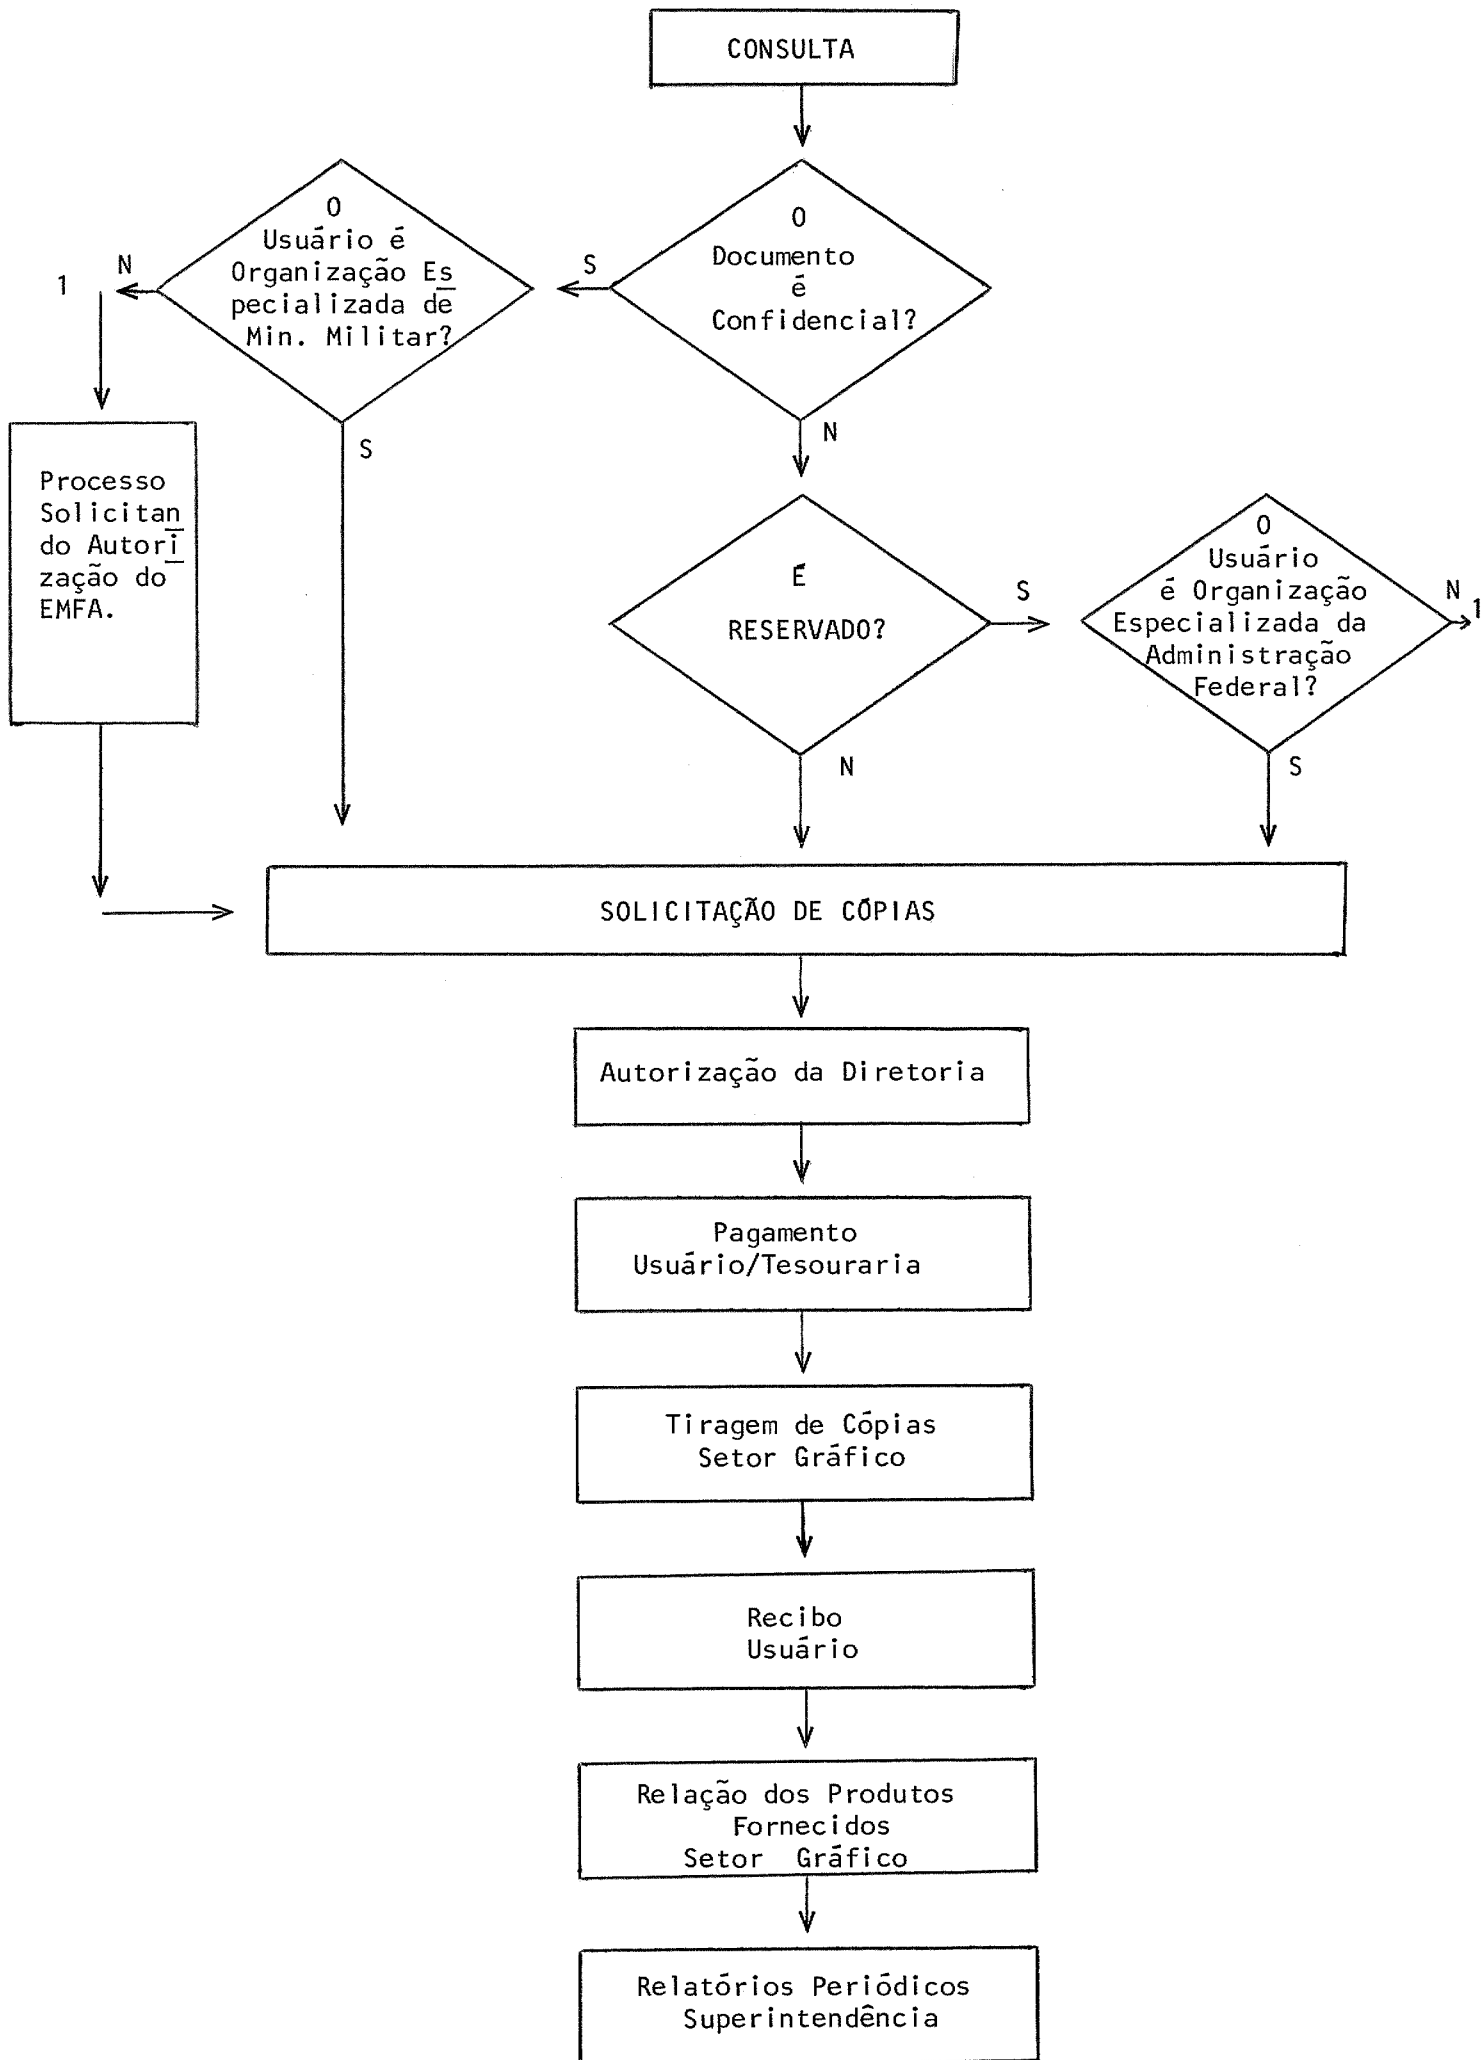 CONSULTA
O
Usuário é
Organização Es
pecializada de
Min. Militar?
N
1
S
O
Documento
é
Confidencial?
S
N
Processo
Solicitan
do Autori
zação do
EMFA.
É
RESERVADO?
S
N
O
Usuário
é Organização
Especializada da
Administração
Federal?
N
1
S
SOLICITAÇÃO DE CÓPIAS
Autorização da Diretoria
Pagamento
Usuário/Tesouraria
Tiragem de Cópias
Setor Gráfico
Recibo
Usuário
Relação dos Produtos
Fornecidos
Setor Gráfico
Relatórios Periódicos
Superintendência